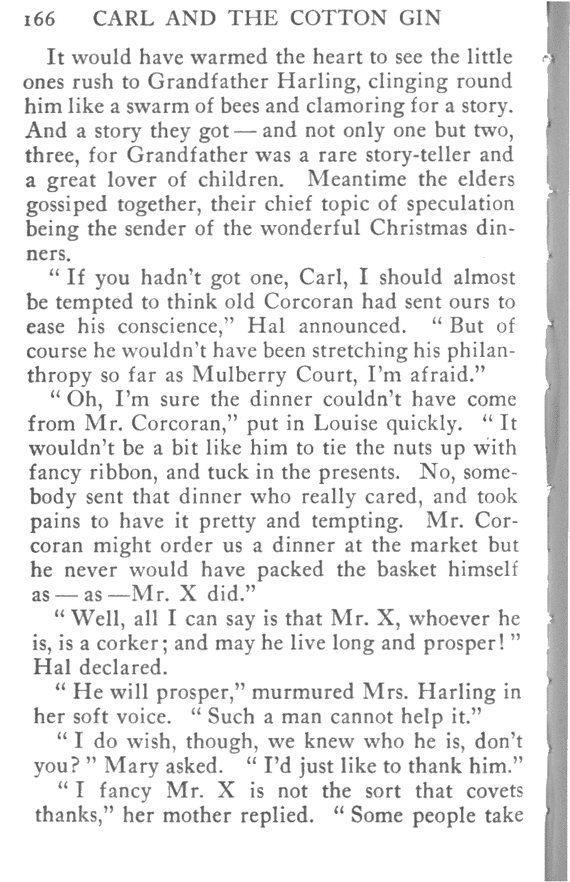 166 CARL AND THE COTTON GIN
It would have warmed the heart to see the little
ones rush to Grandfather Harling, clinging round
him like a swarm of bees and clamoring for a story.
And a story they got — and not only one but two,
three, for Grandfather was a rare story-teller and
a great lover of children. Meantime the elders
gossiped together, their chief topic of speculation
being the sender of the wonderful Christmas din-
ners.
“ If you hadn't got one, Carl, I should almost
be tempted to think old Corcoran had sent ours to
ease his conscience,” Hal announced. “ But of
course he wouldn't have been stretching his philan-
thropy so far as Mulberry Court, I'm afraid.”
“ Oh, I'm sure the dinner couldn't have come
from Mr. Corcoran,” put in Louise quickly. “ It
wouldn't be a bit like him to tie the nuts up with
fancy ribbon, and tuck in the presents. No, some-
body sent that dinner who really cared, and took
pains to have it pretty and tempting. Mr. Cor-
coran might order us a dinner at the market but
he never would have packed the basket himself
as — as —Mr. X did.”
“ Well, all I can say is that Mr. X, whoever he
is, is a corker ; and may he live long and prosper! ”
Hal declared.
“ He will prosper,” murmured Mrs. Harling in
her soft voice. “ Such a man cannot help it.”
“ I do wish, though, we knew who he is, don't
you? ” Mary asked. “ I'd just like to thank him.”
“ I fancy Mr. X is not the sort that covets
thanks,” her mother replied. “ Some people take